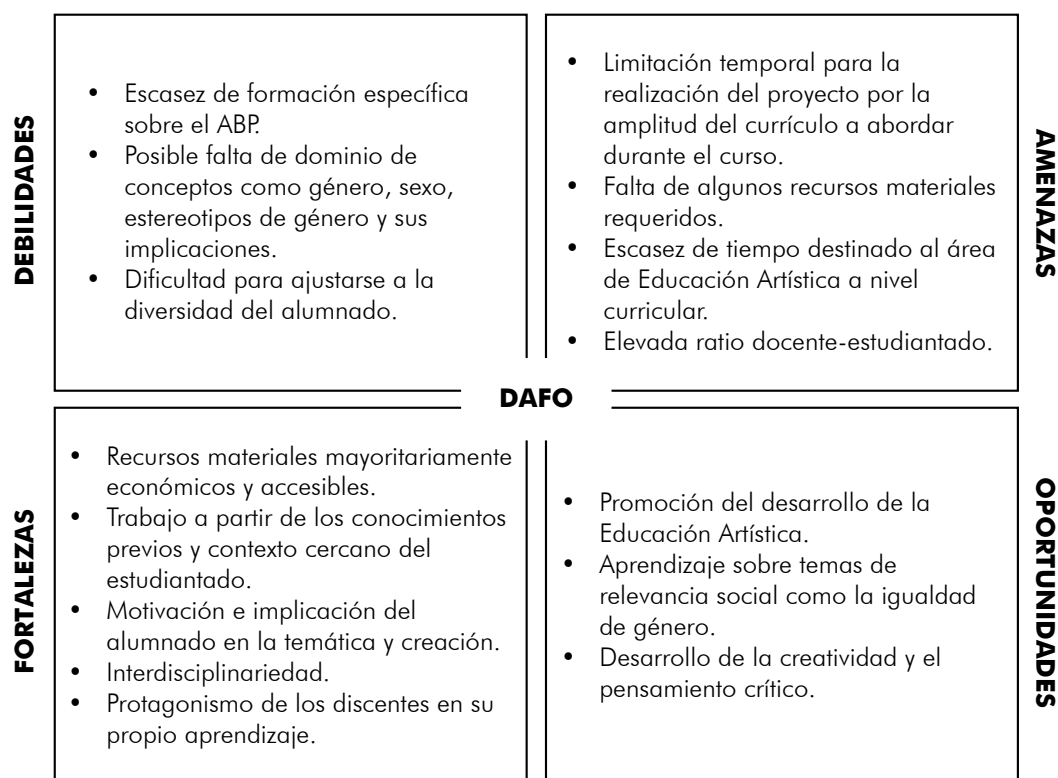 DEBILIDADES
• Escasez de formación específica
sobre el ABP.
• Posible falta de dominio de
conceptos como género, sexo,
estereotipos de género y sus
implicaciones.
• Dificultad para ajustarse a la
diversidad del alumnado.
AMENAZAS
• Limitación temporal para la
realización del proyecto por la
amplitud del currículo a abordar
durante el curso.
• Falta de algunos recursos materiales
requeridos.
• Escasez de tiempo destinado al área
de Educación Artística a nivel
curricular.
• Elevada ratio docente-estudiantado.
DAFO
FORTALEZAS
• Recursos materiales mayoritariamente
económicos y accesibles.
• Trabajo a partir de los conocimientos
previos y contexto cercano del
estudiantado.
• Motivación e implicación del
alumnado en la temática y creación.
• Interdisciplinariedad.
• Protagonismo de los discentes en su
propio aprendizaje.
OPORTUNIDADES
• Promoción del desarrollo de la
Educación Artística.
• Aprendizaje sobre temas de
relevancia social como la igualdad
de género.
• Desarrollo de la creatividad y el
pensamiento crítico.